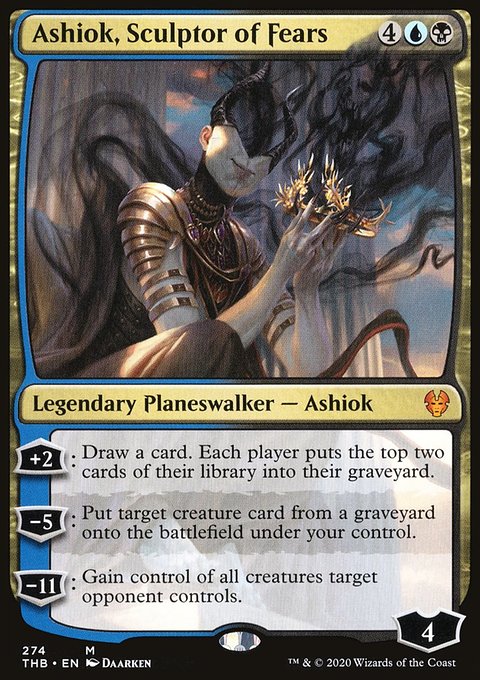 Ashiok, Sculptor of Fears 4
Legendary Planeswalker — Ashiok
+2 : Draw a card. Each player puts the top two
cards of their library into their graveyard.
−5 : Put target creature card from a graveyard
onto the battlefield under your control.
−11 : Gain control of all creatures target
opponent controls.
4
274 M
THB • EN Daarken
™ & © 2020 Wizards of the Coast